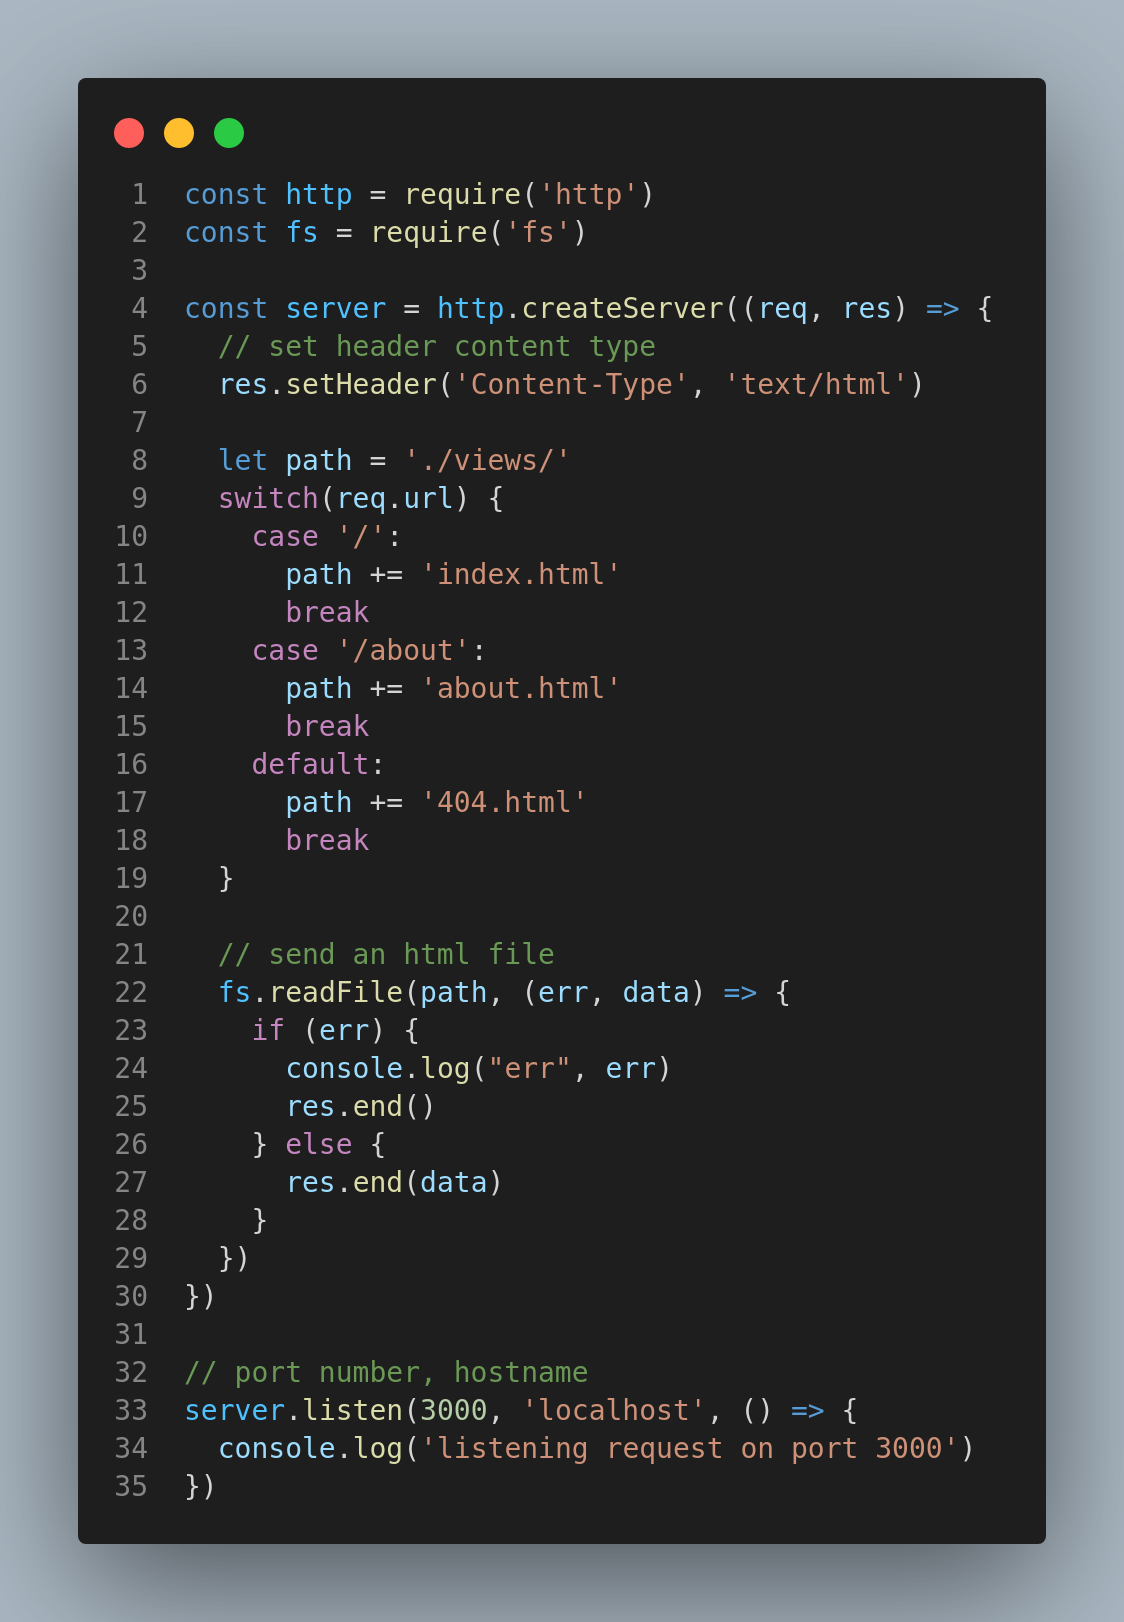 1 const http = require('http')
2 const fs = require('fs')
3
4 const server = http.createServer((req, res) => {
5   // set header content type
6   res.setHeader('Content-Type', 'text/html')
7
8   let path = './views/'
9   switch(req.url) {
10     case '/':
11       path += 'index.html'
12       break
13     case '/about':
14       path += 'about.html'
15       break
16     default:
17       path += '404.html'
18       break
19   }
20
21   // send an html file
22   fs.readFile(path, (err, data) => {
23     if (err) {
24       console.log("err", err)
25       res.end()
26     } else {
27       res.end(data)
28     }
29   })
30 })
31
32 // port number, hostname
33 server.listen(3000, 'localhost', () => {
34   console.log('listening request on port 3000')
35 })